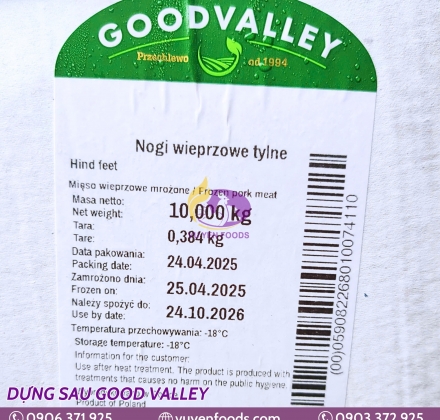 GOODVALLEY
Przechlewo od 1994
Nogi wieprzowe tylne
Hind feet
Mięso wieprzowe mrożone / Frozen pork meat
Masa netto:
Net weight: 10,000 kg
Tara:
Tare: 0,384 kg
Data pakowania:
Packing date: 24.04.2025
Zamrożono dnia:
Frozen on: 25.04.2025
Należy spożyć do:
Use by date: 24.10.2026
Temperatura przechowywania: -18°C
Storage temperature: -18°C
Information for the customer:
Use after heat treatment. The product is produced with
treatments that causes no harm on the public hygiene.
Product of Poland
(00)059082268010074110
FOODS
DỰNG SAU GOOD VALLEY
0906 371 925 vuvenfoods.com 0903 372 925